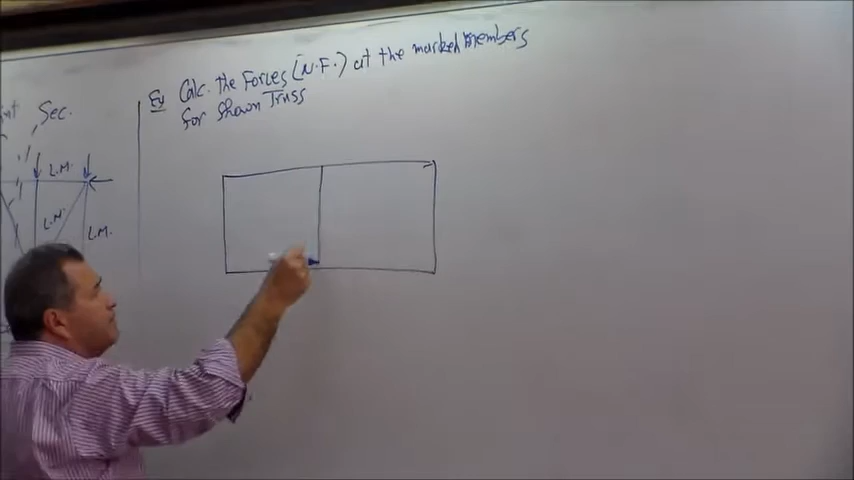 Ex Calc. the Forces (N.F.) at the marked members
For shown Truss
Sec.
L.M.
L.M.
L.M.